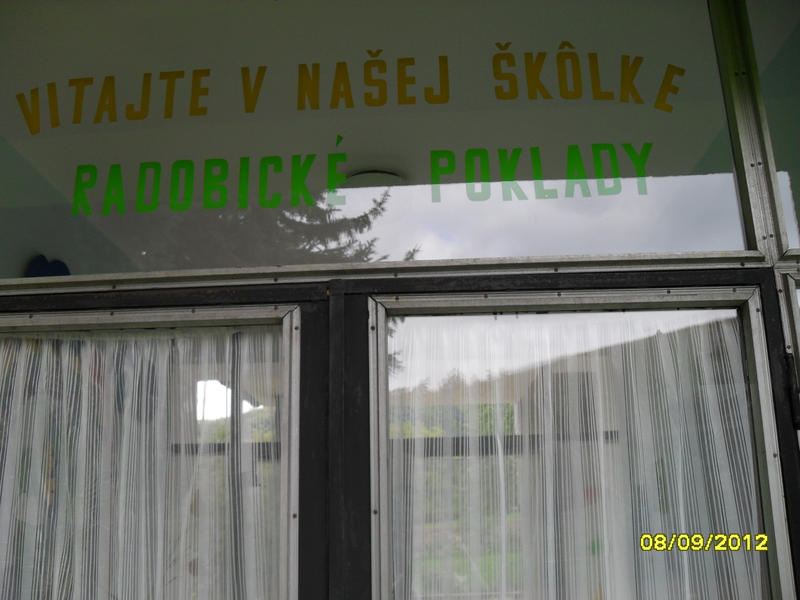 VITAJTE V NAŠEJ ŠKÔLKE
RADOBICKÉ POKLADY
08/09/2012